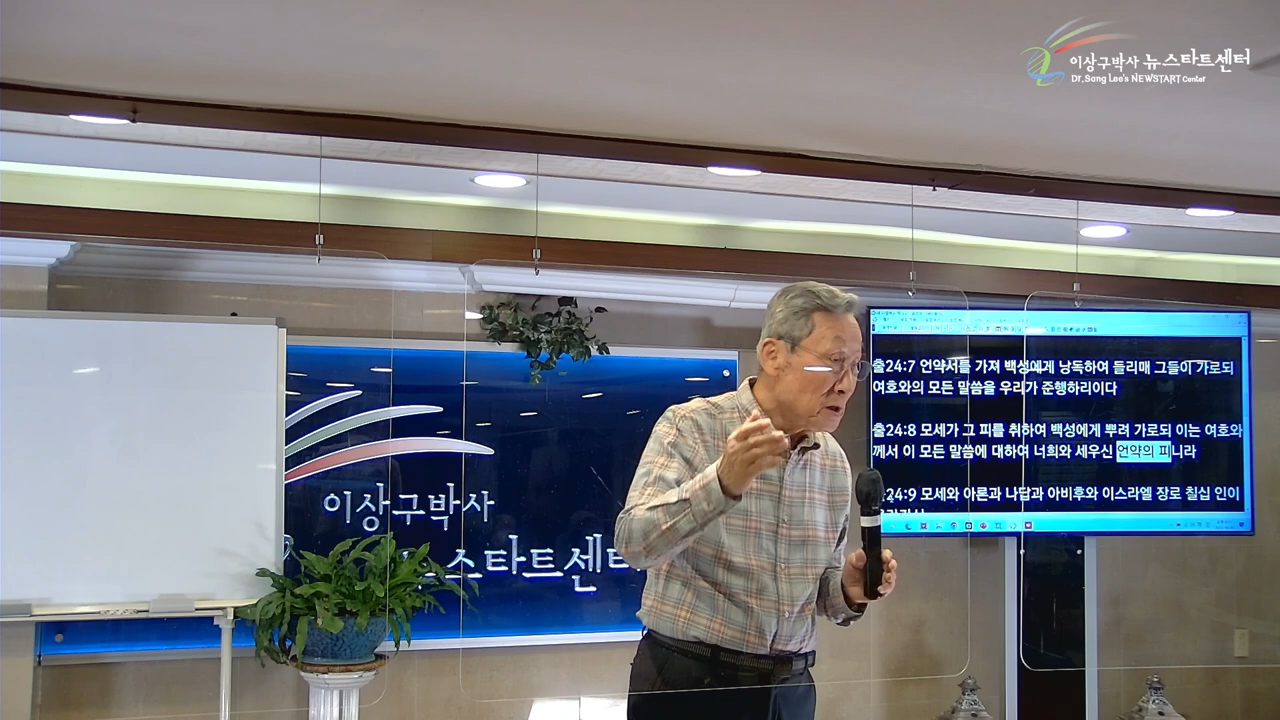 이상구박사 뉴스타트센터
Dr.Sang Lee's NEWSTART Center
이상구박사
스타트센터
출24:7 언약서를 가져 백성에게 낭독하여 들리매 그들이 가로되
여호와의 모든 말씀을 우리가 준행하리이다
출24:8 모세가 그 피를 취하여 백성에게 뿌려 가로되 이는 여호와
께서 이 모든 말씀에 대하여 너희와 세우신 언약의 피니라
출24:9 모세와 아론과 나답과 아비후와 이스라엘 장로 칠십 인이